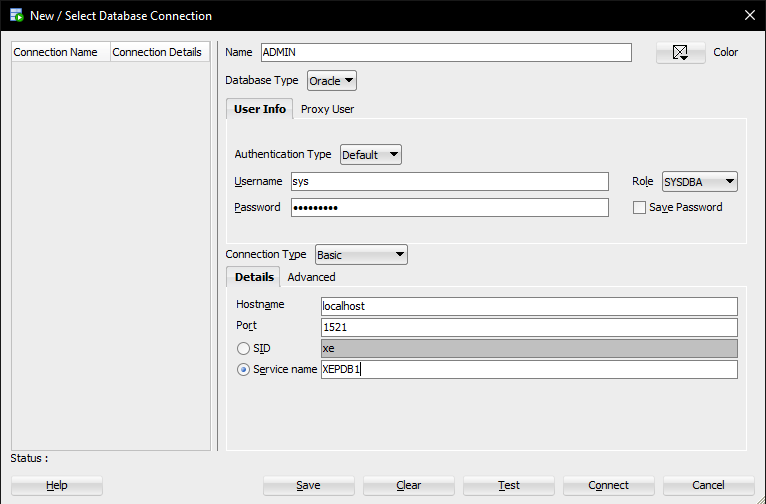 New / Select Database Connection
Connection Name Connection Details
Name ADMIN Color
Database Type Oracle
User Info Proxy User
Authentication Type Default
Username sys Role SYSDBA
Password ••••••••• Save Password
Connection Type Basic
Details Advanced
Hostname localhost
Port 1521
SID xe
Service name XEPDB1
Status :
Help Save Clear Test Connect Cancel